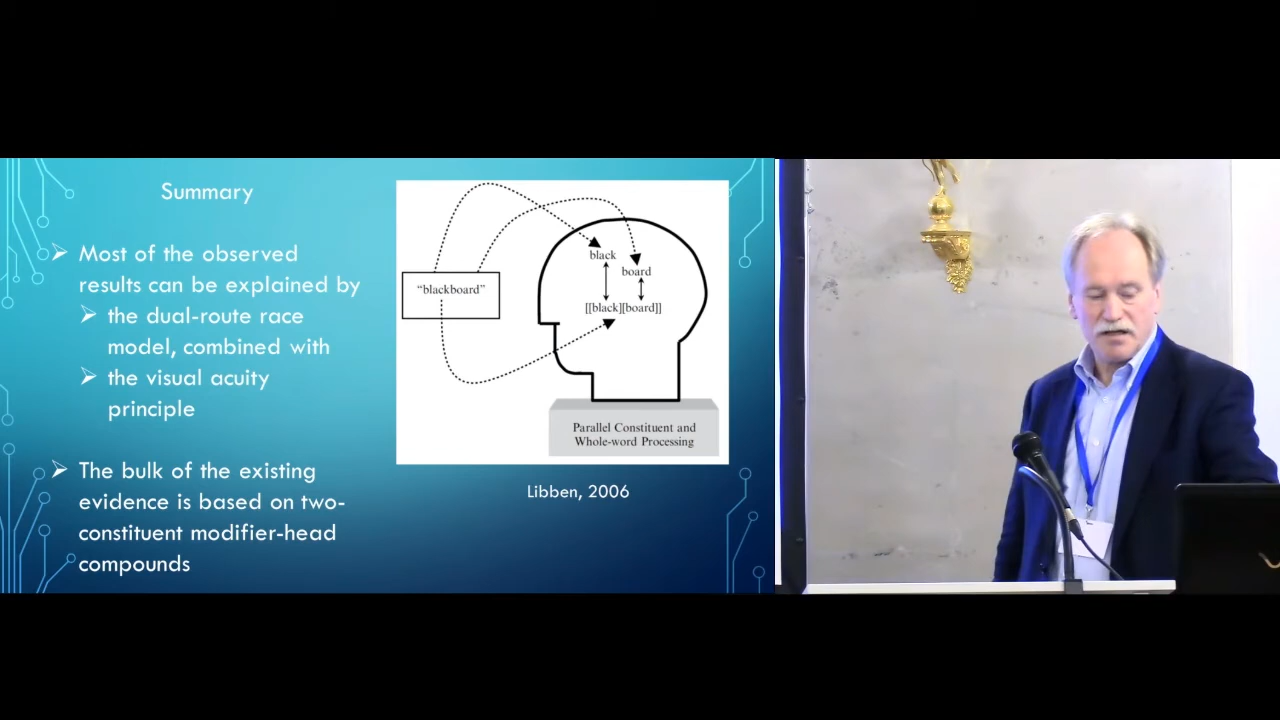 Summary
➢ Most of the observed
results can be explained by
➢ the dual-route race
model, combined with
➢ the visual acuity
principle
➢ The bulk of the existing
evidence is based on two-
constituent modifier-head
compounds
“blackboard”
black
board
[[black][board]]
Parallel Constituent and
Whole-word Processing
Libben, 2006